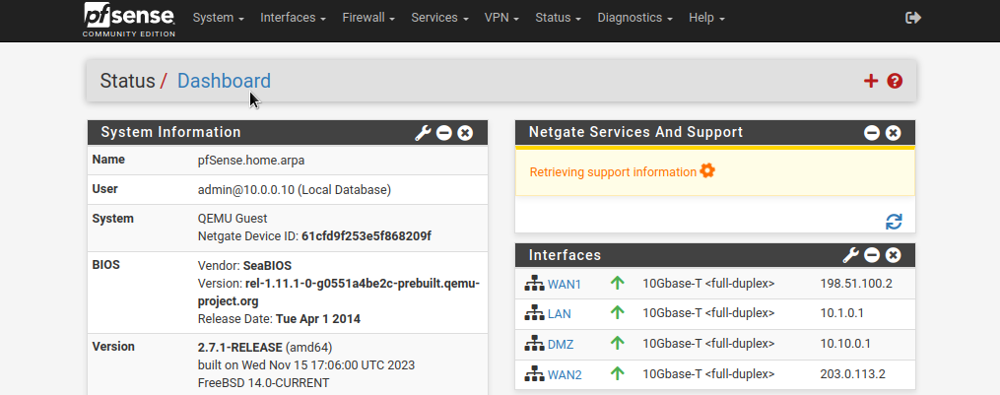 pfsense COMMUNITY EDITION System Interfaces Firewall Services VPN Status Diagnostics Help
Status / Dashboard
System Information
Name pfSense.home.arpa
User admin@10.0.0.10 (Local Database)
System QEMU Guest
Netgate Device ID: 61cfd9f253e5f868209f
BIOS Vendor: SeaBIOS
Version: rel-1.11.1-0-g0551a4be2c-prebuilt.qemu-
project.org
Release Date: Tue Apr 1 2014
Version 2.7.1-RELEASE (amd64)
built on Wed Nov 15 17:06:00 UTC 2023
FreeBSD 14.0-CURRENT
Netgate Services And Support
Retrieving support information
Interfaces
WAN1 10Gbase-T <full-duplex> 198.51.100.2
LAN 10Gbase-T <full-duplex> 10.1.0.1
DMZ 10Gbase-T <full-duplex> 10.10.0.1
WAN2 10Gbase-T <full-duplex> 203.0.113.2